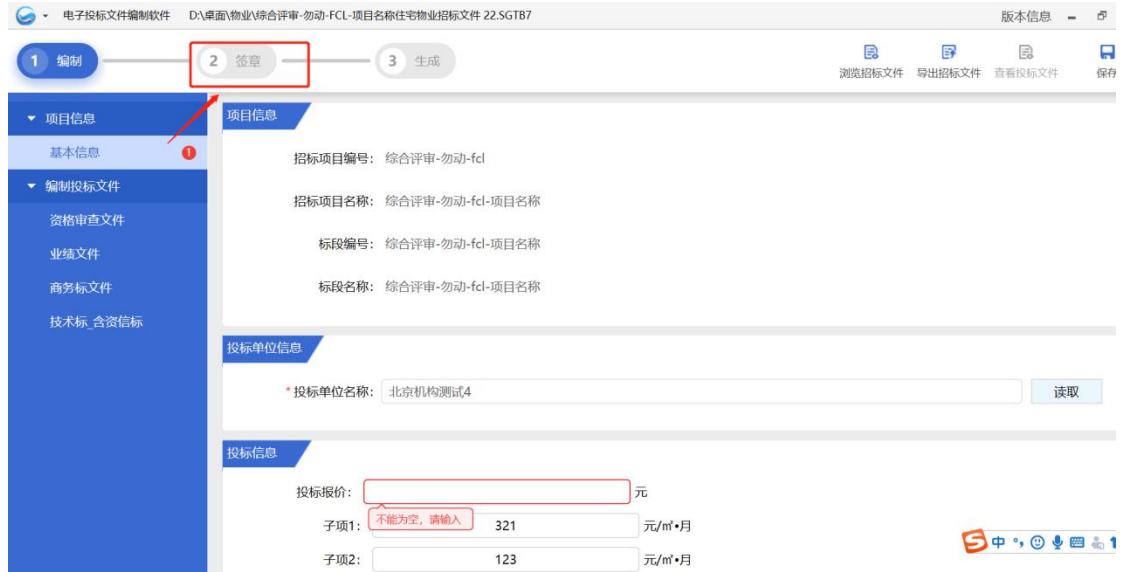 电子投标文件编制软件 D:\桌面\物业\综合评审-勿动-FCL-项目名称住宅物业招标文件 22.SGTB7 版本信息
1 编制 2 签章 3 生成 浏览招标文件 导出招标文件 查看投标文件 保存
项目信息
基本信息 1
编制投标文件
资格审查文件
业绩文件
商务标文件
技术标_含资信标
项目信息
招标项目编号: 综合评审-勿动-fcl
招标项目名称: 综合评审-勿动-fcl-项目名称
标段编号: 综合评审-勿动-fcl-项目名称
标段名称: 综合评审-勿动-fcl-项目名称
投标单位信息
*投标单位名称: 北京机构测试4 读取
投标信息
投标报价: 元
不能为空，请输入
子项1: 321 元/㎡•月
子项2: 123 元/㎡•月
中